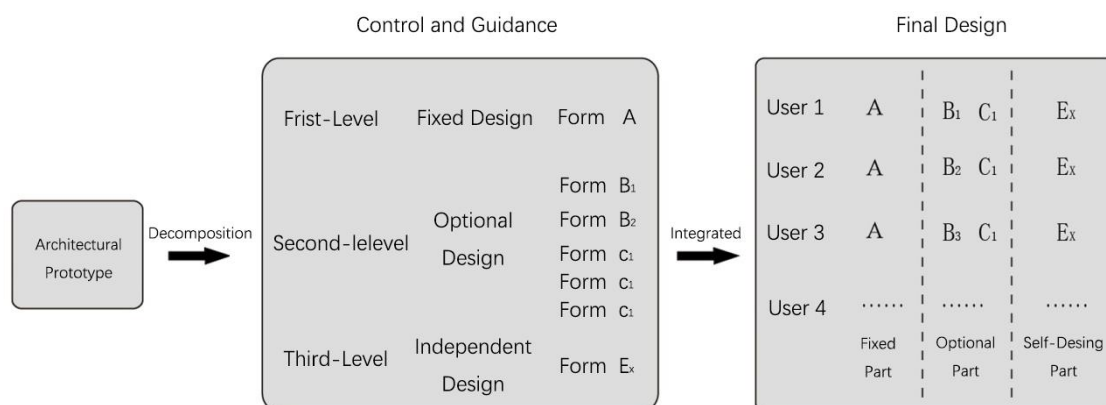 Control and Guidance
Final Design
Architectural
Prototype
Decomposition
Frist-Level Fixed Design Form A
Second-lelevel
Optional
Design
Form B₁
Form B₂
Form c₁
Form c₁
Form c₁
Third-Level
Independent
Design
Form Eₓ
Integrated
User 1 A B₁ C₁ Eₓ
User 2 A B₂ C₁ Eₓ
User 3 A B₃ C₁ Eₓ
User 4 ...... ...... ......
Fixed
Part
Optional
Part
Self-Desing
Part